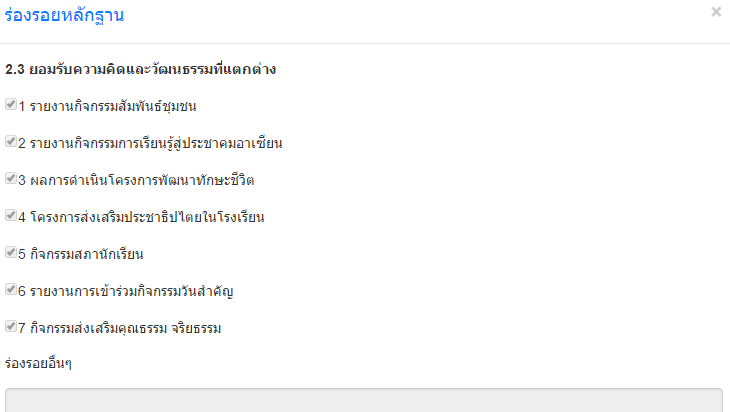 ร่องรอยหลักฐาน ×
2.3 ยอมรับความคิดและวัฒนธรรมที่แตกต่าง
1 รายงานกิจกรรมสัมพันธ์ชุมชน
2 รายงานกิจกรรมการเรียนรู้สู่ประชาคมอาเซียน
3 ผลการดำเนินโครงการพัฒนาทักษะชีวิต
4 โครงการส่งเสริมประชาธิปไตยในโรงเรียน
5 กิจกรรมสภานักเรียน
6 รายงานการเข้าร่วมกิจกรรมวันสำคัญ
7 กิจกรรมส่งเสริมคุณธรรม จริยธรรม
ร่องรอยอื่นๆ